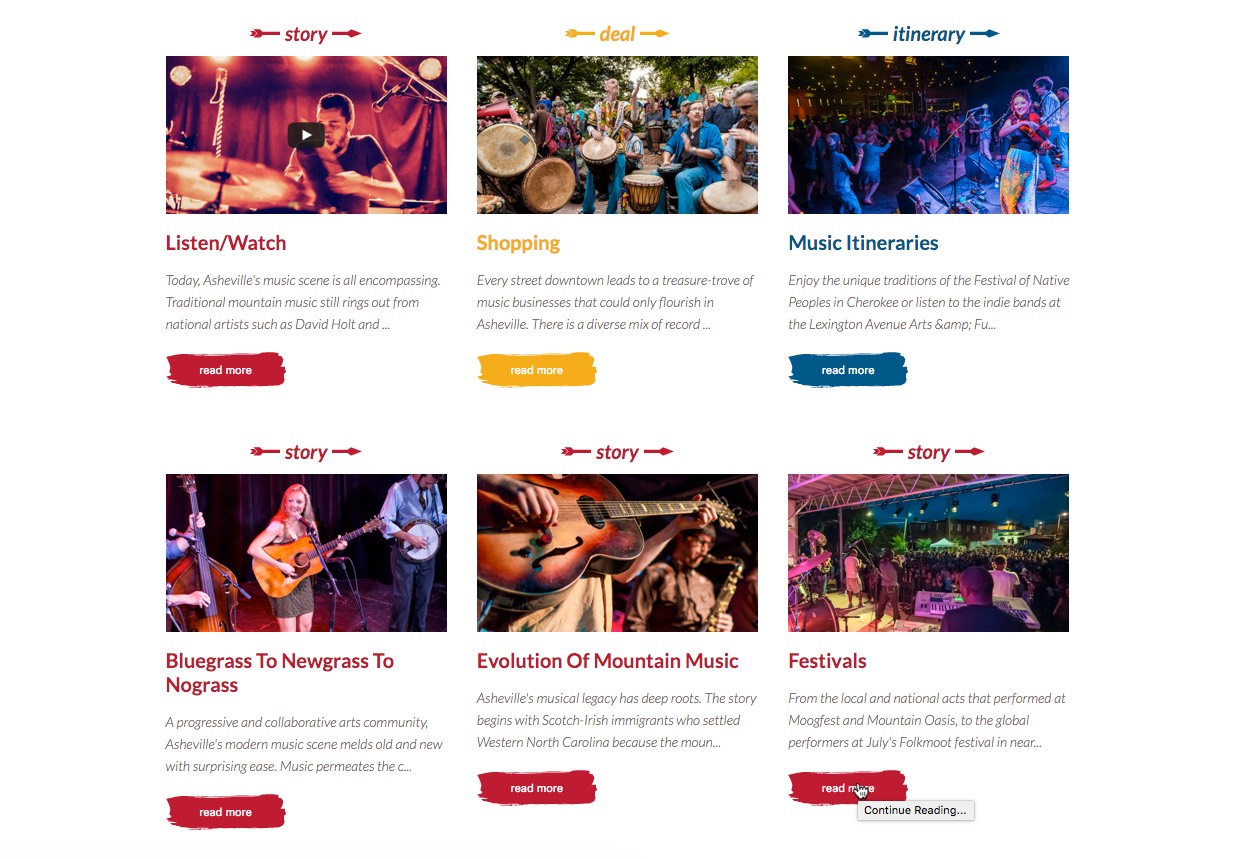 story
Listen/Watch
Today, Asheville's music scene is all encompassing.
Traditional mountain music still rings out from
national artists such as David Holt and ...
read more
deal
Shopping
Every street downtown leads to a treasure-trove of
music businesses that could only flourish in
Asheville. There is a diverse mix of record ...
read more
itinerary
Music Itineraries
Enjoy the unique traditions of the Festival of Native
Peoples in Cherokee or listen to the indie bands at
the Lexington Avenue Arts &amp; Fu...
read more
story
Bluegrass To Newgrass To
Nograss
A progressive and collaborative arts community,
Asheville's modern music scene melds old and new
with surprising ease. Music permeates the c...
read more
story
Evolution Of Mountain Music
Asheville's musical legacy has deep roots. The story
begins with Scotch-Irish immigrants who settled
Western North Carolina because the moun...
read more
story
Festivals
From the local and national acts that performed at
Moogfest and Mountain Oasis, to the global
performers at July's Folkmoot festival in near...
read more
Continue Reading...